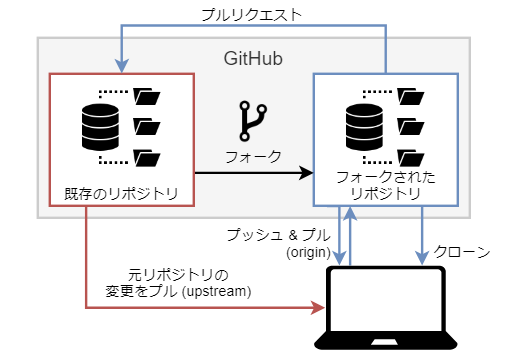 プルリクエスト
GitHub
フォーク
既存のリポジトリ
フォークされた
リポジトリ
プッシュ & プル
(origin)
クローン
元リポジトリの
変更をプル (upstream)